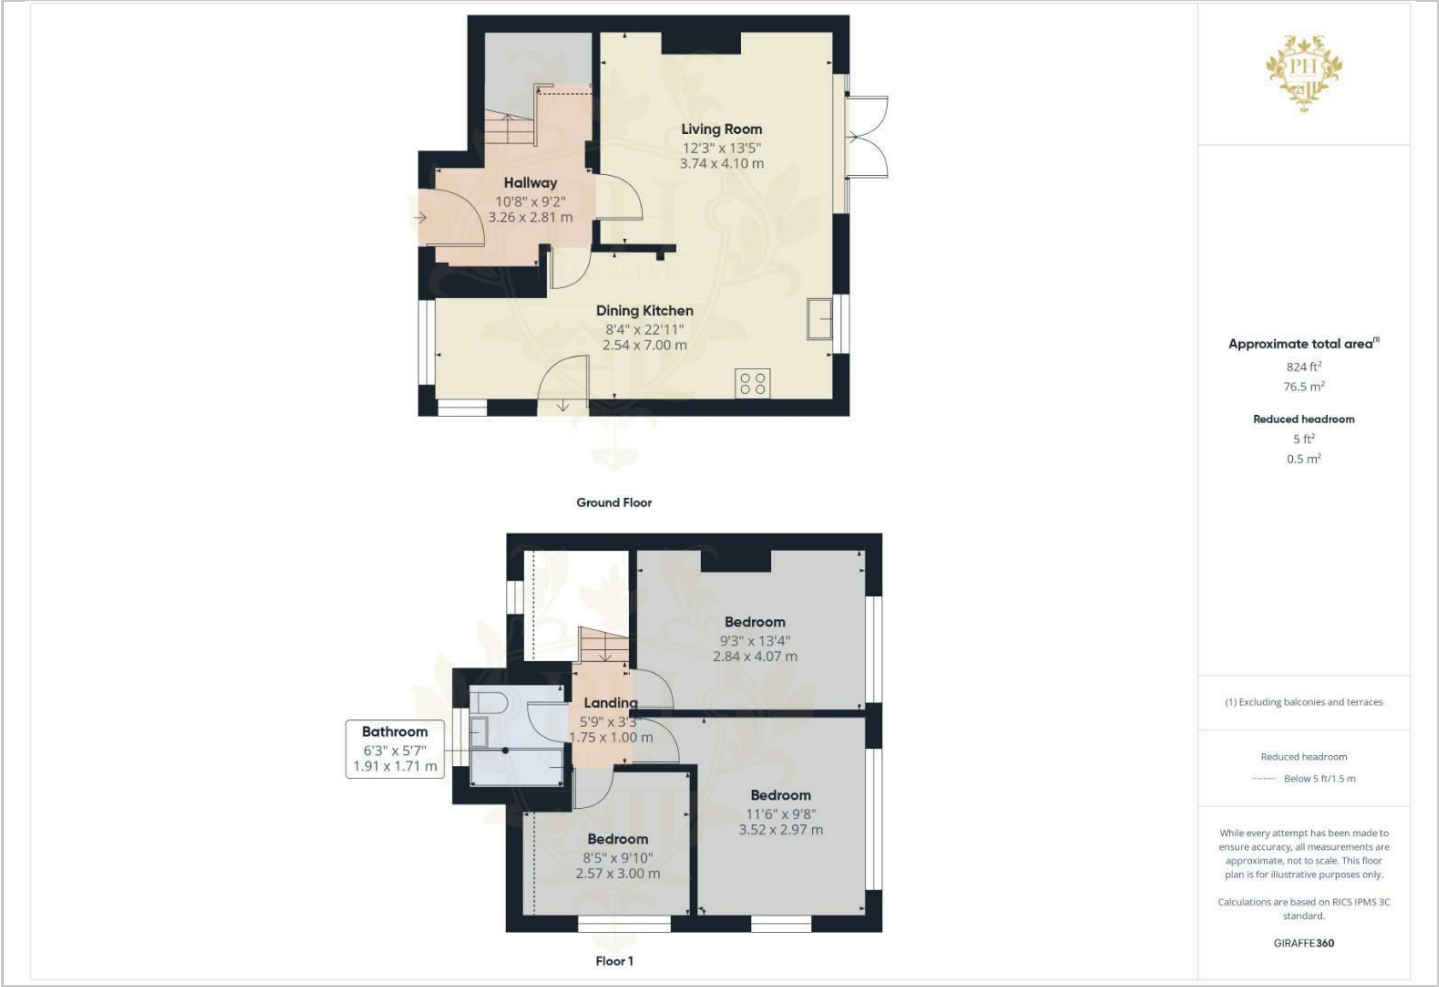 Living Room
12'3" x 13'5"
3.74 x 4.10 m
Hallway
10'8" x 9'2"
3.26 x 2.81 m
Dining Kitchen
8'4" x 22'11"
2.54 x 7.00 m
Ground Floor
Bedroom
9'3" x 13'4"
2.84 x 4.07 m
Landing
5'9" x 3'3"
1.75 x 1.00 m
Bathroom
6'3" x 5'7"
1.91 x 1.71 m
Bedroom
11'6" x 9'8"
3.52 x 2.97 m
Bedroom
8'5" x 9'10"
2.57 x 3.00 m
Floor 1
PH
Approximate total area⁽¹⁾
824 ft²
76.5 m²
Reduced headroom
5 ft²
0.5 m²
(1) Excluding balconies and terraces
Reduced headroom
Below 5 ft/1.5 m
While every attempt has been made to
ensure accuracy, all measurements are
approximate, not to scale. This floor
plan is for illustrative purposes only.
Calculations are based on RICS IPMS 3C
standard.
GIRAFFE360